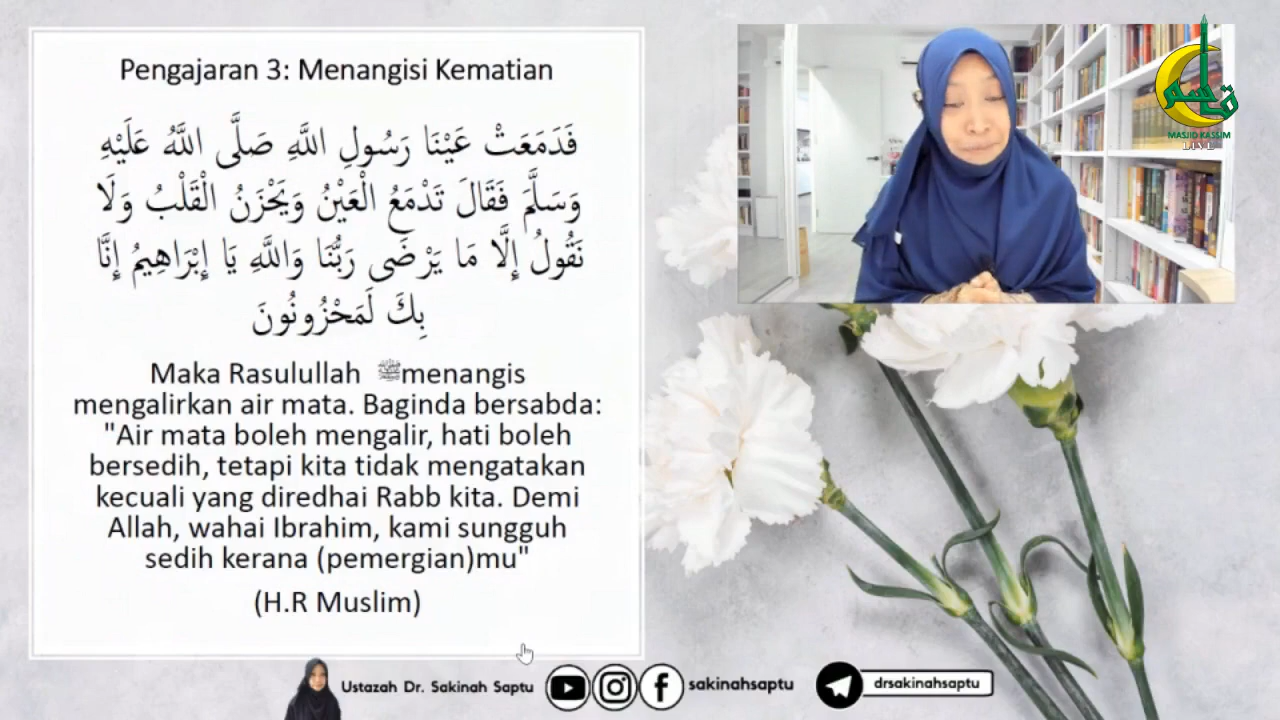 Pengajaran 3: Menangisi Kematian
فَدَمَعَتْ عَيْنَا رَسُولِ اللَّهِ صَلَّى اللَّهُ عَلَيْهِ
وَسَلَّمَ فَقَالَ تَدْمَعُ الْعَيْنُ وَيَحْزَنُ الْقَلْبُ وَلَا
نَقُولُ إِلَّا مَا يَرْضَى رَبُّنَا وَاللَّهِ يَا إِبْرَاهِيمُ إِنَّا
بِكَ لَمَحْزُونُونَ
Maka Rasulullah ﷺmenangis
mengalirkan air mata. Baginda bersabda:
"Air mata boleh mengalir, hati boleh
bersedih, tetapi kita tidak mengatakan
kecuali yang diredhai Rabb kita. Demi
Allah, wahai Ibrahim, kami sungguh
sedih kerana (pemergian)mu"
(H.R Muslim)
قاسم
MASJID KASSIM
LIVE
Ustazah Dr. Sakinah Saptu
sakinahsaptu
drsakinahsaptu